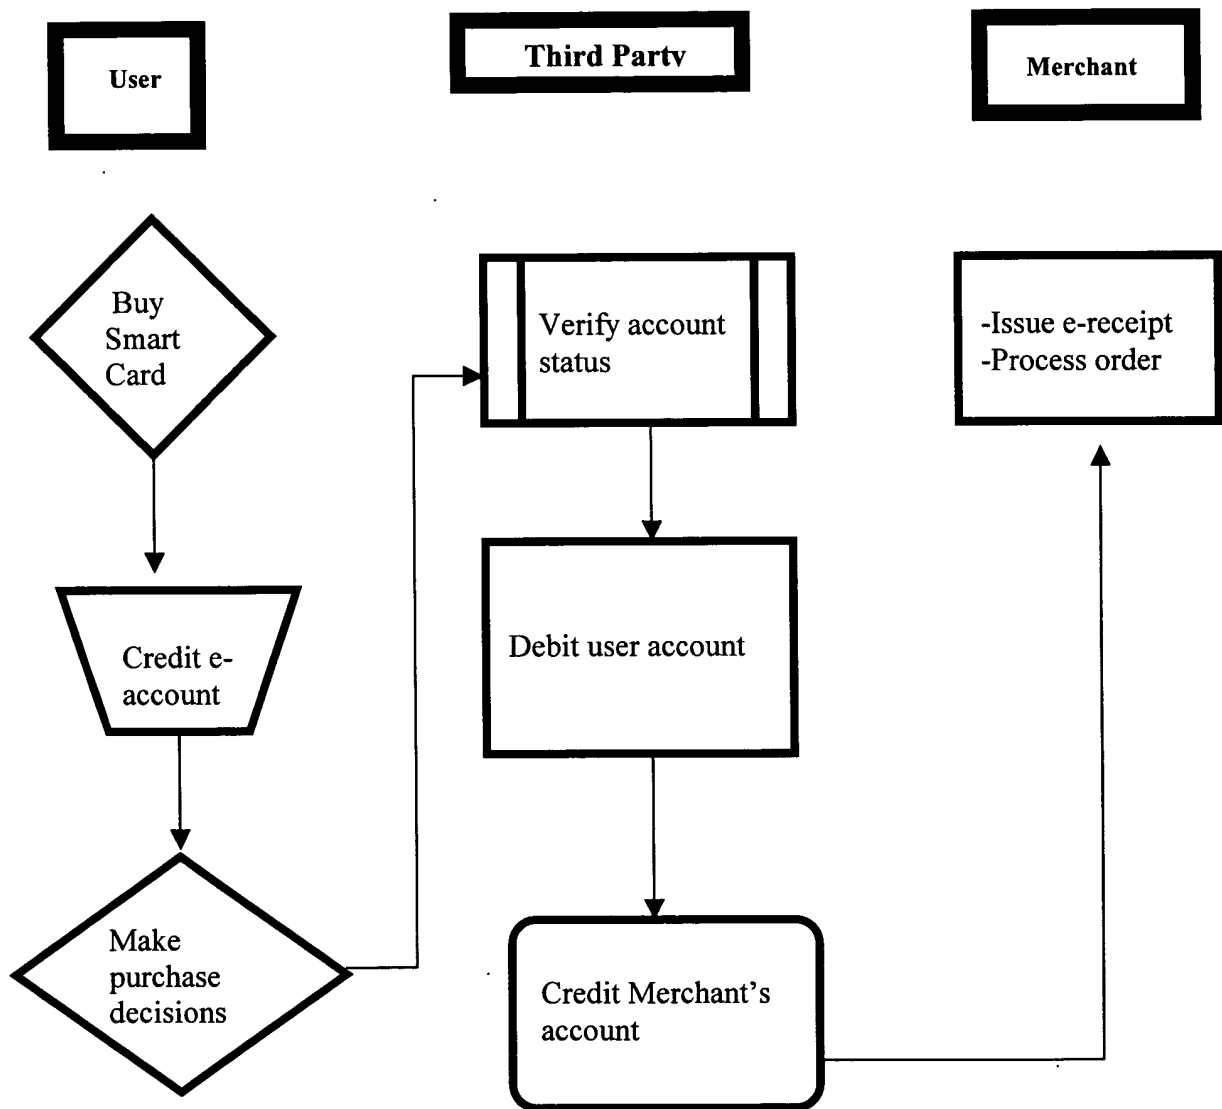 User
Third Party
Merchant
Buy
Smart
Card
Credit e-
account
Make
purchase
decisions
Verify account
status
Debit user account
Credit Merchant's
account
-Issue e-receipt
-Process order